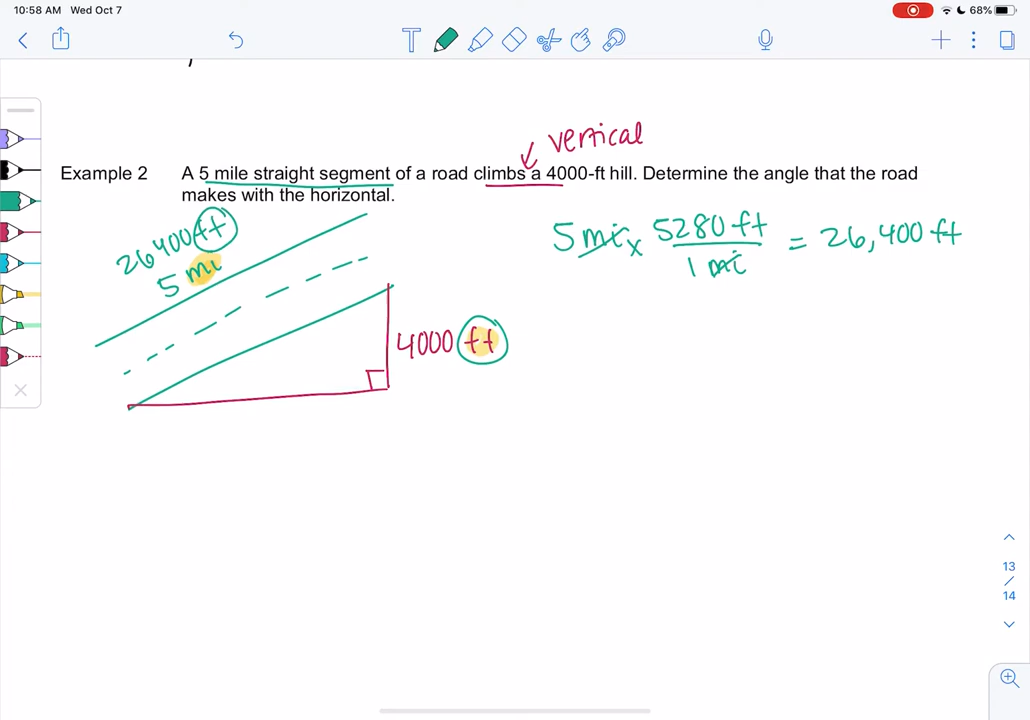 10:58 AM Wed Oct 7
68%
T
vertical
Example 2 A 5 mile straight segment of a road climbs a 4000-ft hill. Determine the angle that the road
makes with the horizontal.
26400 ft
5 mi
5 mi x 5280 ft / 1 mi = 26,400 ft
4000 ft
13
/
14